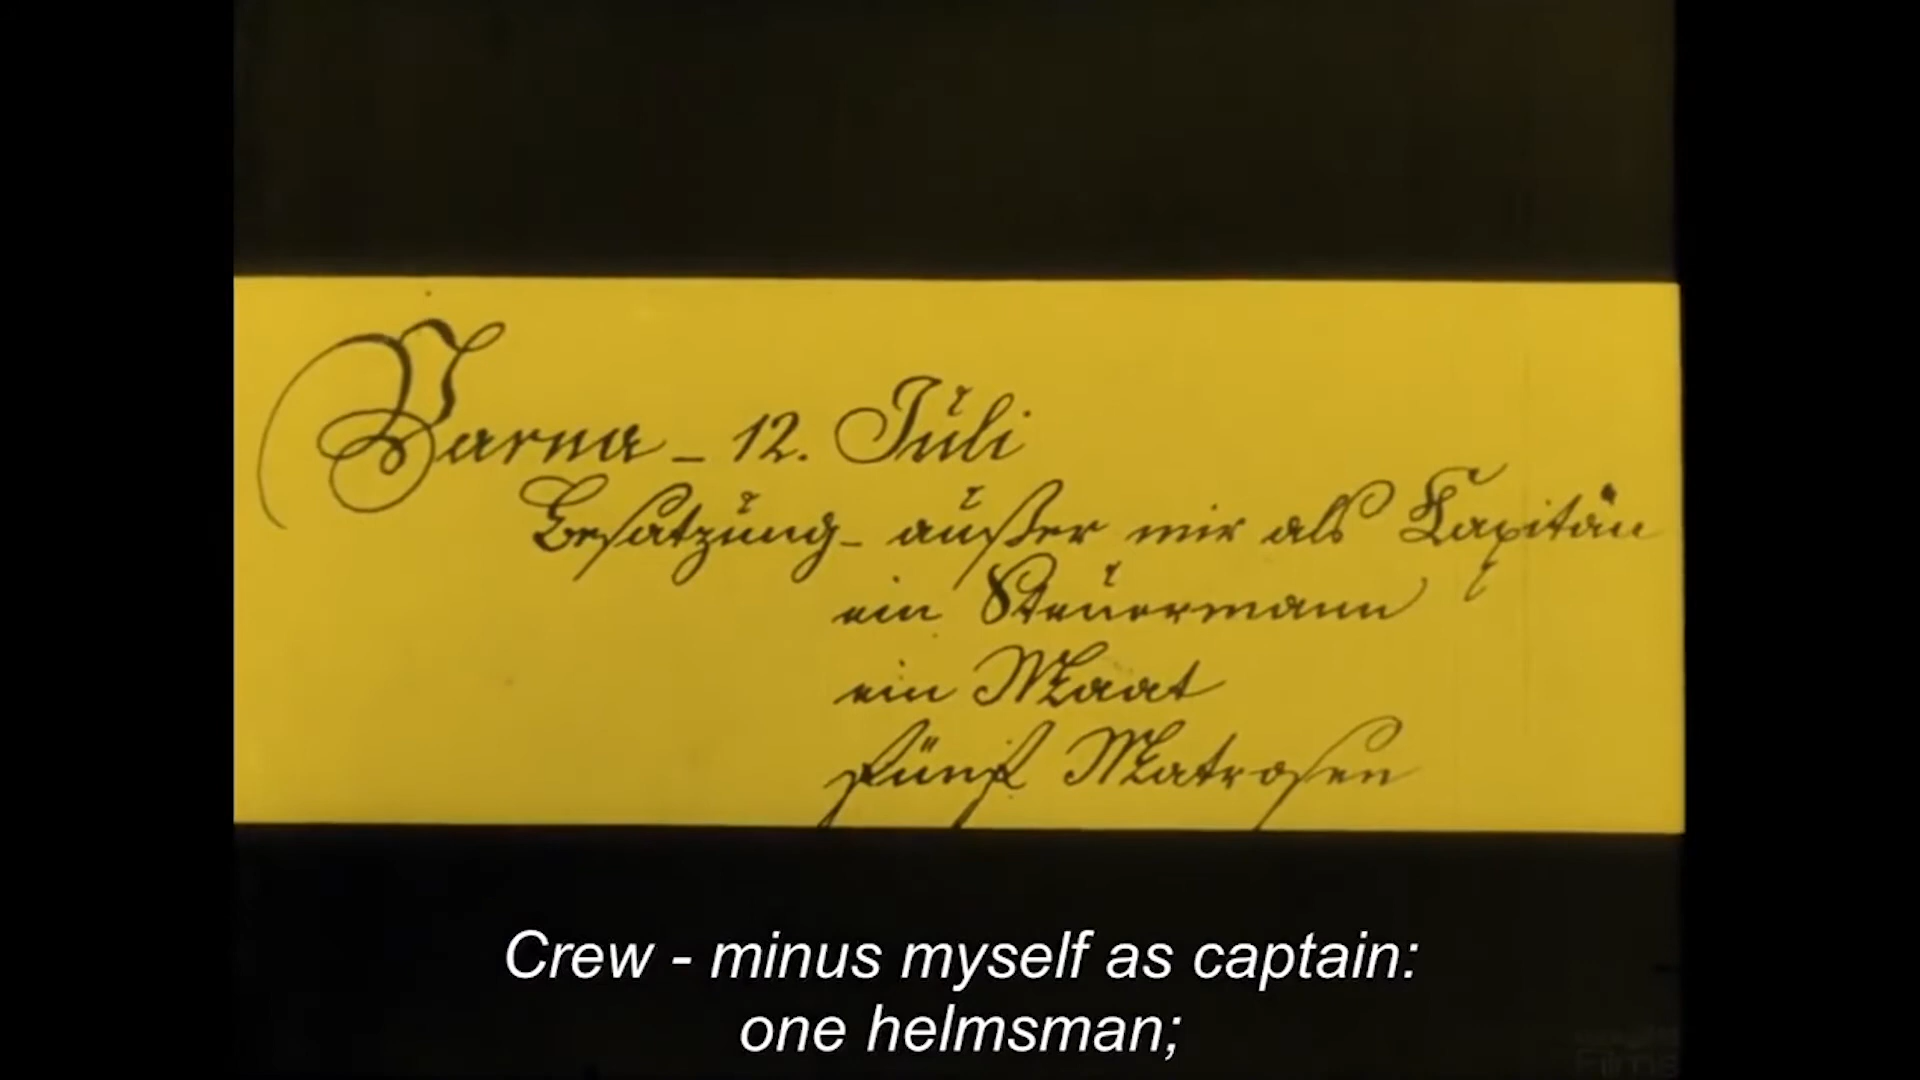 Varna – 12. Juli
Besatzung – außer mir als Kapitän
ein Steuermann
ein Maat
fünf Matrosen
Crew - minus myself as captain:
one helmsman;
Films